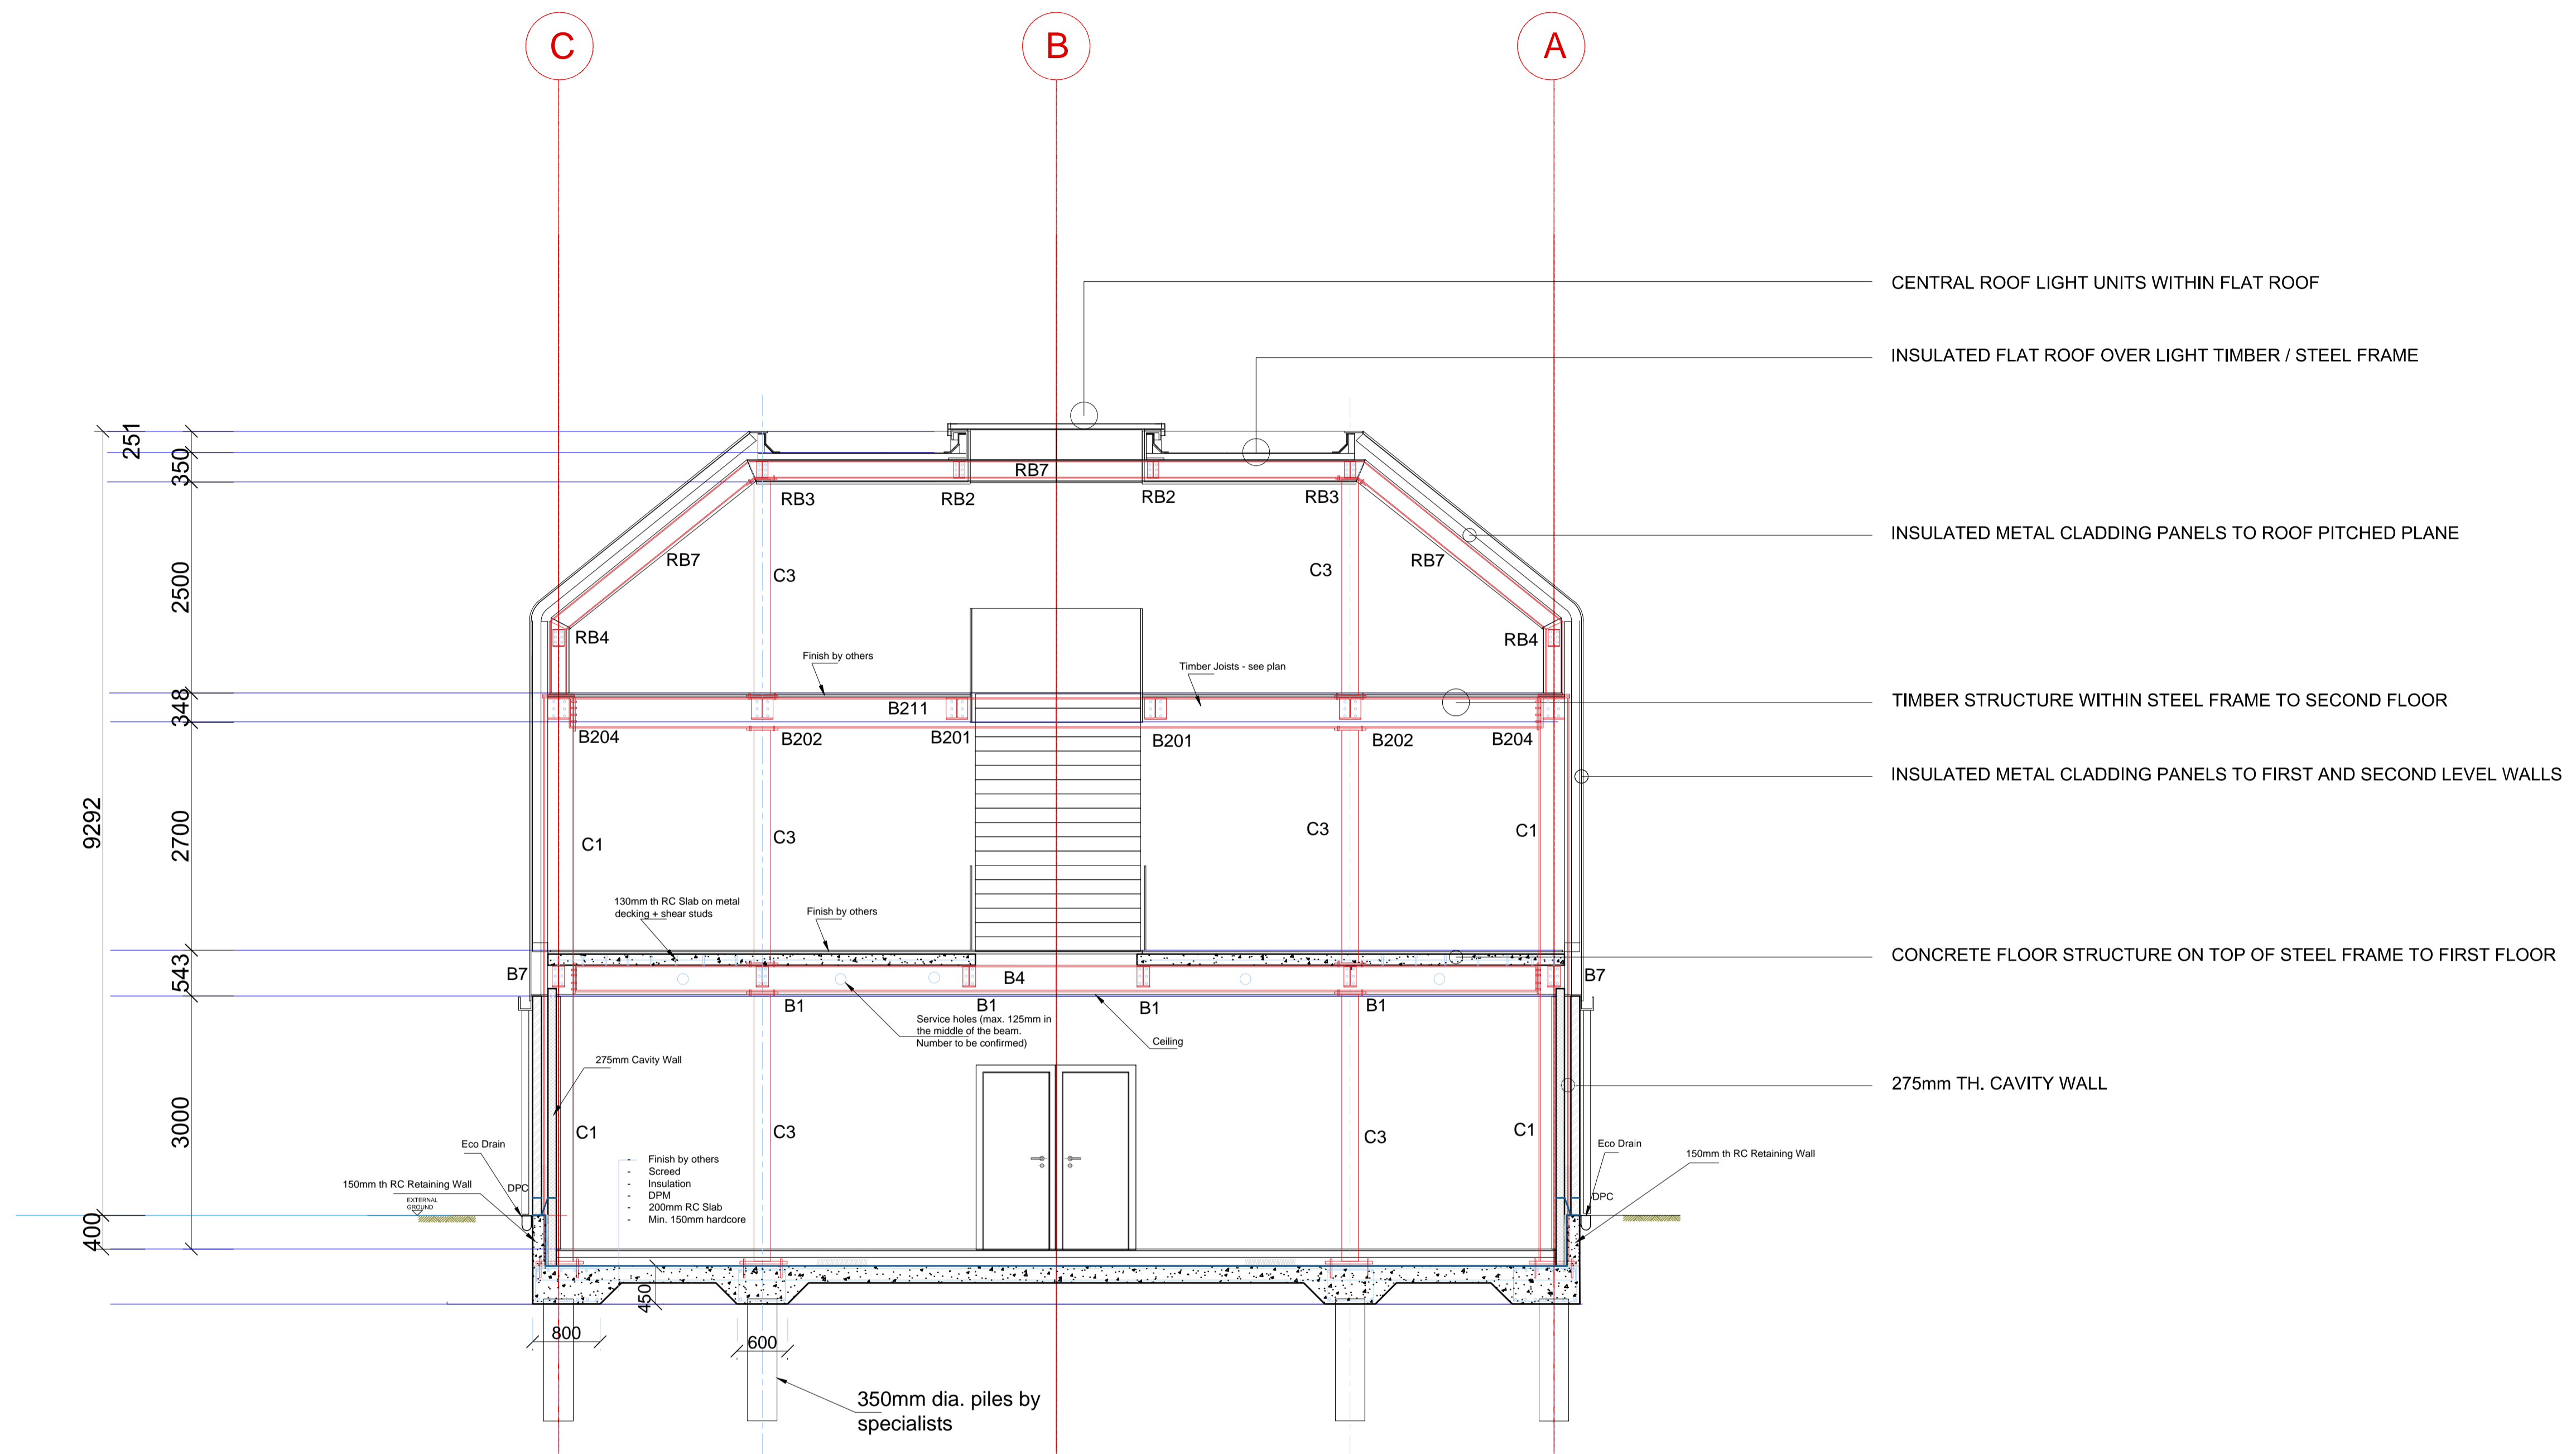 C
B
A
CENTRAL ROOF LIGHT UNITS WITHIN FLAT ROOF
INSULATED FLAT ROOF OVER LIGHT TIMBER / STEEL FRAME
251
350
RB7
RB3
RB2
RB2
RB3
INSULATED METAL CLADDING PANELS TO ROOF PITCHED PLANE
RB7
RB7
2500
C3
C3
RB4
RB4
Finish by others
Timber Joists - see plan
348
B211
TIMBER STRUCTURE WITHIN STEEL FRAME TO SECOND FLOOR
B204
B202
B201
B201
B202
B204
INSULATED METAL CLADDING PANELS TO FIRST AND SECOND LEVEL WALLS
9292
2700
C1
C3
C3
C1
130mm th RC Slab on metal
decking + shear studs
Finish by others
CONCRETE FLOOR STRUCTURE ON TOP OF STEEL FRAME TO FIRST FLOOR
543
B7
B4
B7
B1
B1
B1
B1
Service holes (max. 125mm in
the middle of the beam.
Number to be confirmed)
Ceiling
275mm Cavity Wall
275mm TH. CAVITY WALL
3000
C1
C3
C3
C1
Eco Drain
Eco Drain
150mm th RC Retaining Wall
150mm th RC Retaining Wall
DPC
DPC
EXTERNAL
GROUND
- Finish by others
- Screed
- Insulation
- DPM
- 200mm RC Slab
- Min. 150mm hardcore
400
450
800
600
350mm dia. piles by
specialists